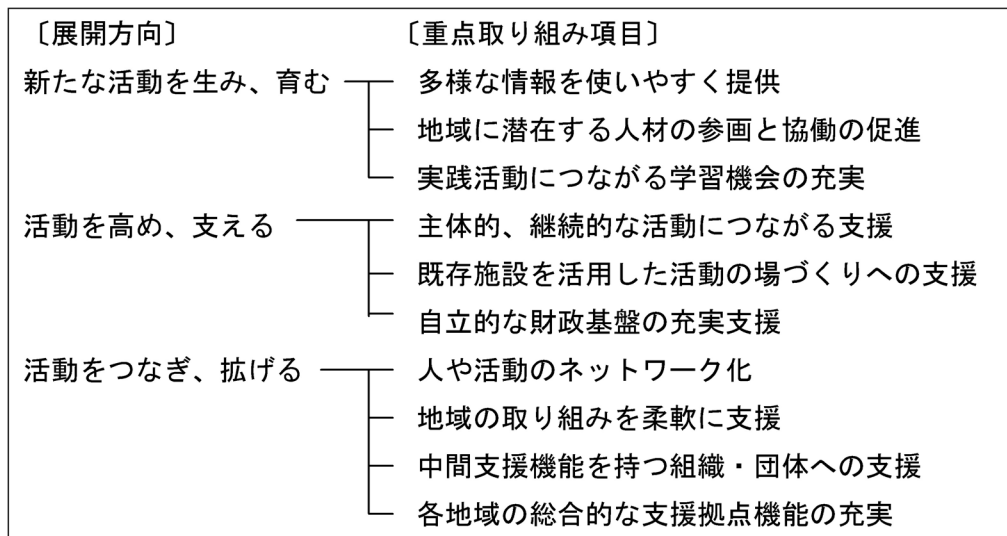 〔展開方向〕 〔重点取り組み項目〕
新たな活動を生み、育む 多様な情報を使いやすく提供
地域に潜在する人材の参画と協働の促進
実践活動につながる学習機会の充実
活動を高め、支える 主体的、継続的な活動につながる支援
既存施設を活用した活動の場づくりへの支援
自立的な財政基盤の充実支援
活動をつなぎ、拡げる 人や活動のネットワーク化
地域の取り組みを柔軟に支援
中間支援機能を持つ組織・団体への支援
各地域の総合的な支援拠点機能の充実